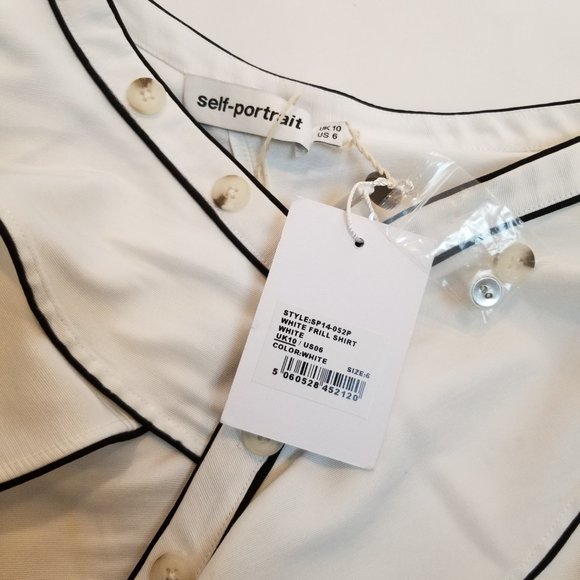 self-portrait
UK 10
US 6
STYLE:SP14-052P
WHITE FRILL SHIRT
WHITE
UK10 / US06
COLOR:WHITE SIZE:6
5 060528 452120